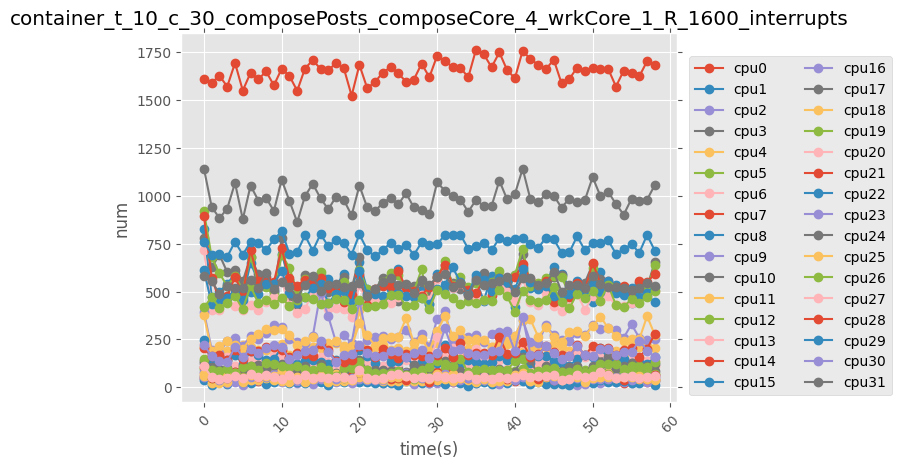 container_t_10_c_30_composePosts_composeCore_4_wrkCore_1_R_1600_interrupts
1750
1500
1250
1000
750
500
250
0
num
0
10
20
30
40
50
60
time(s)
cpu0
cpu1
cpu2
cpu3
cpu4
cpu5
cpu6
cpu7
cpu8
cpu9
cpu10
cpu11
cpu12
cpu13
cpu14
cpu15
cpu16
cpu17
cpu18
cpu19
cpu20
cpu21
cpu22
cpu23
cpu24
cpu25
cpu26
cpu27
cpu28
cpu29
cpu30
cpu31